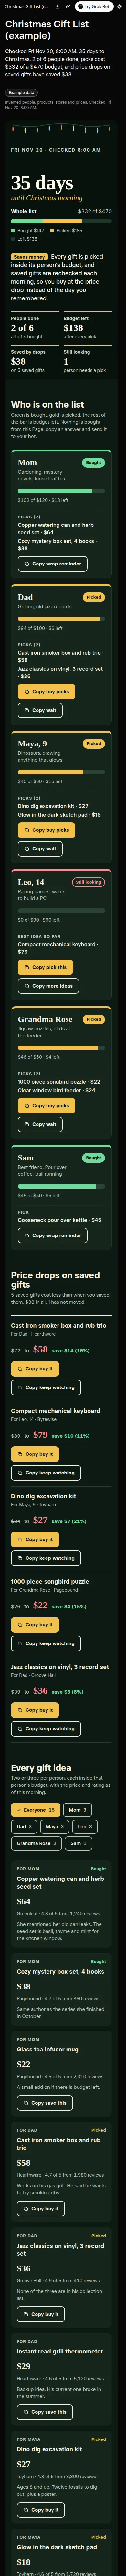 Christmas Gift List (e...
Try Grok Bot
Christmas Gift List
(example)
Checked Fri Nov 20, 8:00 AM. 35 days to
Christmas. 2 of 6 people done, picks cost
$332 of a $470 budget, and price drops on
saved gifts have saved $38.
Example data
Invented people, products, stores and prices. Checked Fri
Nov 20, 8:00 AM.
FRI NOV 20 · CHECKED 8:00 AM
35 days
until Christmas morning
Whole list $332 of $470
Bought $147 Picked $185
Left $138
Saves money Every gift is picked
inside its person's budget, and
saved gifts are rechecked each
morning, so you buy at the price
drop instead of the day you
remembered.
People done
2 of 6
all gifts bought
Budget left
$138
after every pick
Saved by drops
$38
on 5 saved gifts
Still looking
1
person needs a pick
Who is on the list
Green is bought, gold is picked, the rest of the
bar is budget left. Nothing is bought from
this Page; copy an answer and send it to your
bot.
Mom Bought
Gardening, mystery
novels, loose leaf tea
$102 of $120 · $18 left
PICKS (2)
Copper watering can and herb
seed set · $64
Cozy mystery box set, 4 books ·
$38
Copy wrap reminder
Dad Picked
Grilling, old jazz records
$94 of $100 · $6 left
PICKS (2)
Cast iron smoker box and rub trio ·
$58
Jazz classics on vinyl, 3 record set
· $36
Copy buy picks
Copy wait
Maya, 9 Picked
Dinosaurs, drawing,
anything that glows
$45 of $60 · $15 left
PICKS (2)
Dino dig excavation kit · $27
Glow in the dark sketch pad · $18
Copy buy picks
Copy wait
Leo, 14 Still looking
Racing games, wants
to build a PC
$0 of $90 · $90 left
BEST IDEA SO FAR
Compact mechanical keyboard ·
$79
Copy pick this
Copy more ideas
Grandma Rose Picked
Jigsaw puzzles, birds at
the feeder
$46 of $50 · $4 left
PICKS (2)
1000 piece songbird puzzle · $22
Clear window bird feeder · $24
Copy buy picks
Copy wait
Sam Bought
Best friend. Pour over
coffee, trail running
$45 of $50 · $5 left
PICK
Gooseneck pour over kettle · $45
Copy wrap reminder
Price drops on saved
gifts
5 saved gifts cost less than when you saved
them, $38 in all. 1 has not moved.
Cast iron smoker box and rub trio
For Dad · Hearthware
$72 to $58 save $14 (19%)
Copy buy it
Copy keep watching
Compact mechanical keyboard
For Leo, 14 · Bytewise
$89 to $79 save $10 (11%)
Copy buy it
Copy keep watching
Dino dig excavation kit
For Maya, 9 · Toybarn
$34 to $27 save $7 (21%)
Copy buy it
Copy keep watching
1000 piece songbird puzzle
For Grandma Rose · Pagebound
$26 to $22 save $4 (15%)
Copy buy it
Copy keep watching
Jazz classics on vinyl, 3 record set
For Dad · Groove Hall
$39 to $36 save $3 (8%)
Copy buy it
Copy keep watching
Every gift idea
Two or three per person, each inside that
person's budget, with the price and rating as
of this morning.
Everyone 15
Mom 3
Dad 3
Maya 3
Leo 3
Grandma Rose 2
Sam 1
FOR MOM Bought
Copper watering can and herb
seed set
$64
Greenleaf · 4.8 of 5 from 1,240 reviews
She mentioned her old can leaks. The
seed set is basil, thyme and mint for
the kitchen window.
FOR MOM Bought
Cozy mystery box set, 4 books
$38
Pagebound · 4.7 of 5 from 860 reviews
Same author as the series she finished
in October.
FOR MOM
Glass tea infuser mug
$22
Pagebound · 4.5 of 5 from 2,310 reviews
A small add on if there's budget left.
Copy save this
FOR DAD Picked
Cast iron smoker box and rub
trio
$58
Hearthware · 4.7 of 5 from 1,980 reviews
Works on his gas grill. He said he wants
to try smoking ribs.
Copy buy it
FOR DAD Picked
Jazz classics on vinyl, 3 record
set
$36
Groove Hall · 4.9 of 5 from 410 reviews
None of the three are in his collection
list.
Copy buy it
FOR DAD
Instant read grill thermometer
$29
Hearthware · 4.6 of 5 from 5,120 reviews
Backup idea. His current one broke in
the summer.
Copy save this
FOR MAYA Picked
Dino dig excavation kit
$27
Toybarn · 4.6 of 5 from 3,300 reviews
Ages 8 and up. Twelve fossils to dig
out, plus a poster.
Copy buy it
FOR MAYA Picked
Glow in the dark sketch pad
$18
Toybarn · 4.6 of 5 from 1,720 reviews